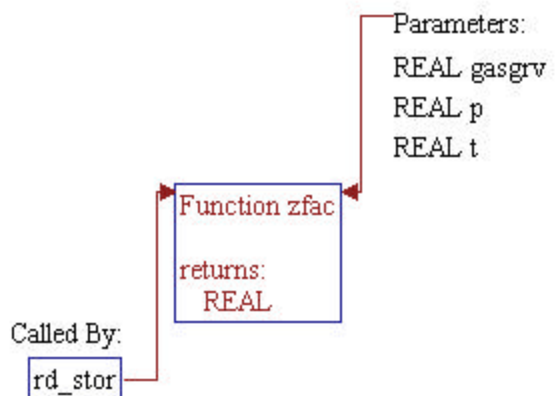 Parameters:
REAL gasgrv
REAL p
REAL t
Function zfac
returns:
REAL
Called By:
rd_stor